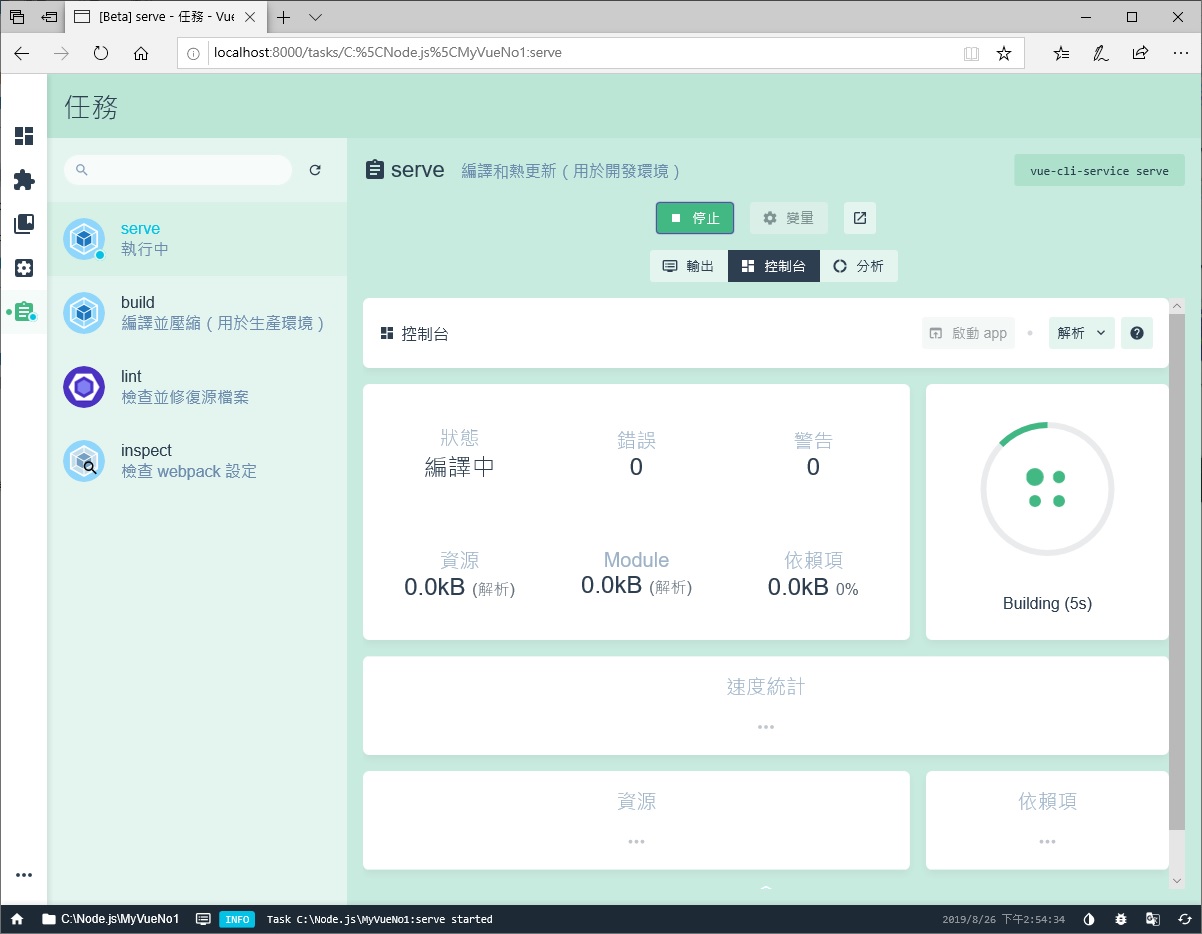 [Beta] serve - 任務 - Vue
localhost:8000/tasks/C:%5CNode.js%5CMyVueNo1:serve
任務
serve
執行中
build
編譯並壓縮 ( 用於生產環境 )
lint
檢查並修復源檔案
inspect
檢查 webpack 設定
serve 編譯和熱更新 ( 用於開發環境 )
vue-cli-service serve
停止 變量
輸出 控制台 分析
控制台 啟動 app 解析
狀態 錯誤 警告
編譯中 0 0
資源 Module 依賴項
0.0kB (解析) 0.0kB (解析) 0.0kB 0%
Building (5s)
速度統計
資源 依賴項
C:\Node.js\MyVueNo1 INFO Task C:\Node.js\MyVueNo1:serve started 2019/8/26 下午2:54:34